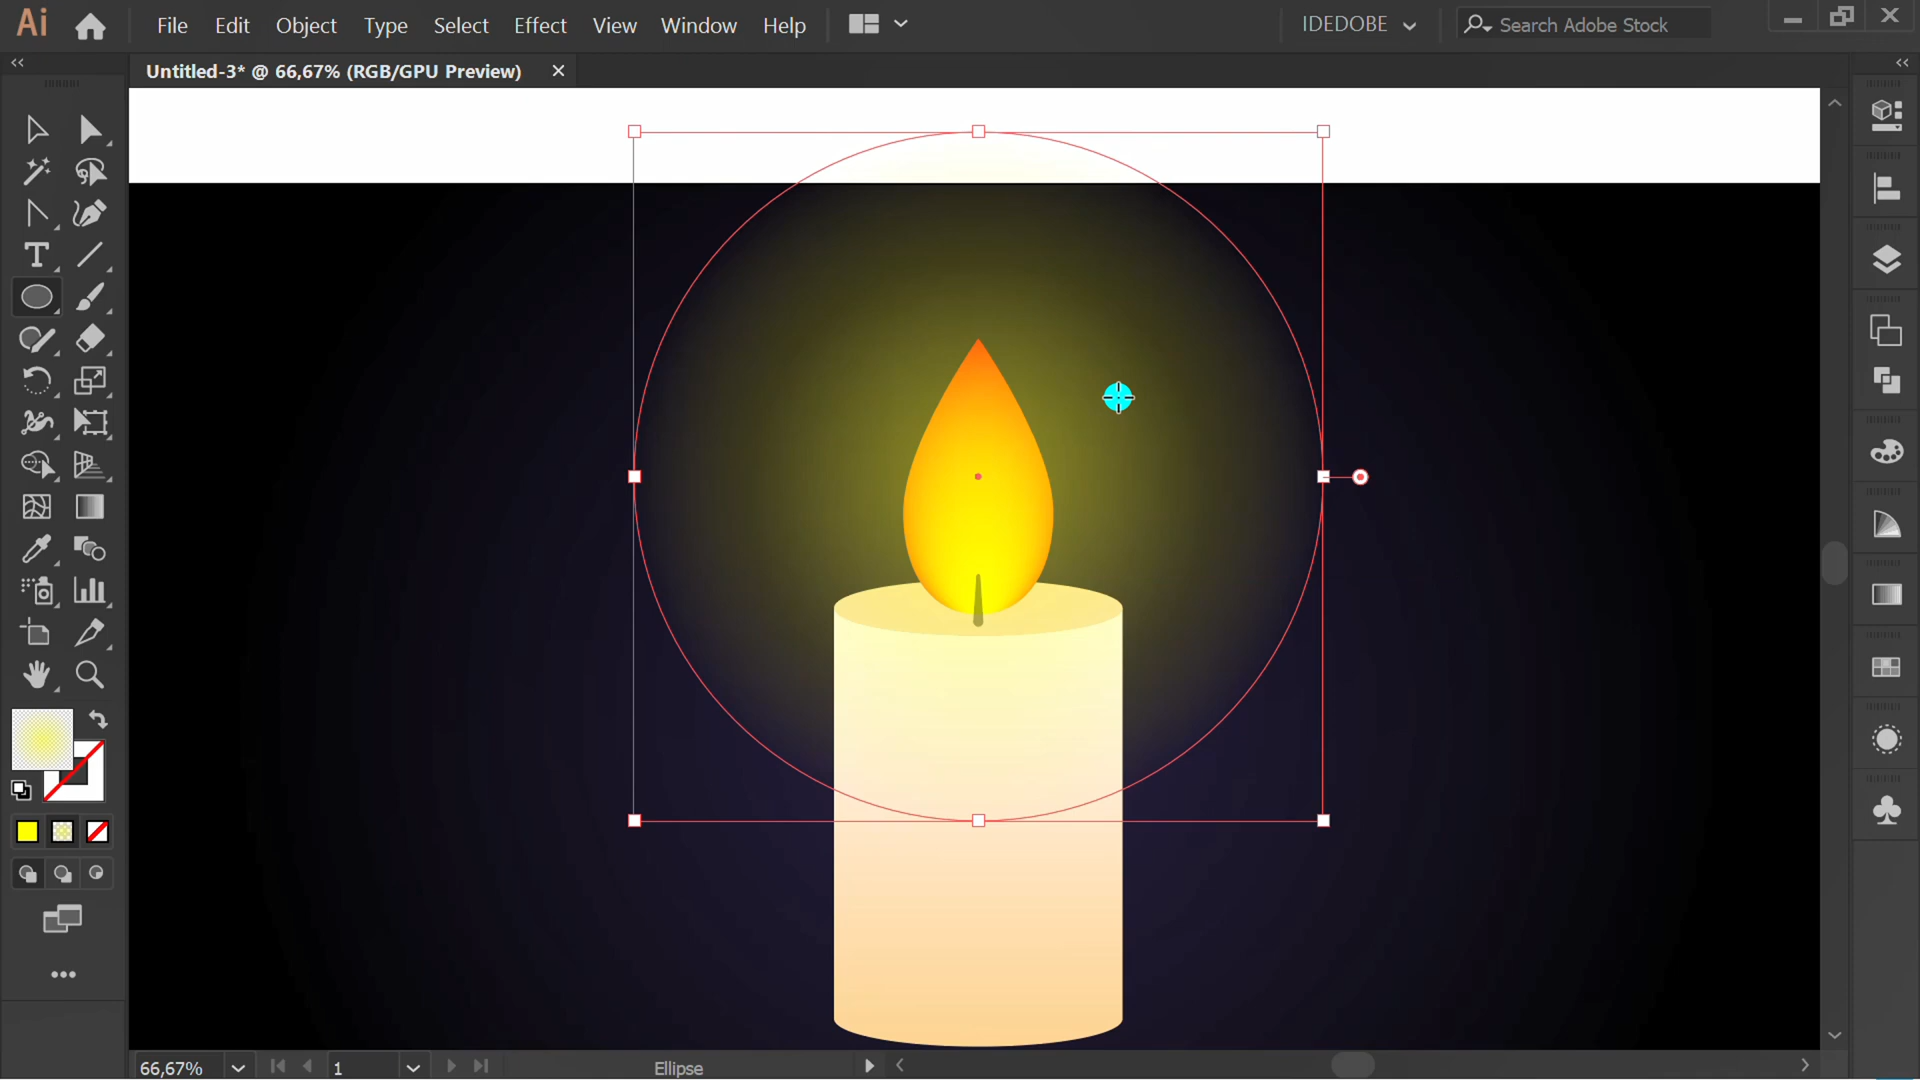 Ai File Edit Object Type Select Effect View Window Help IDEDOBE Search Adobe Stock
Untitled-3* @ 66,67% (RGB/GPU Preview)
66,67% 1 Ellipse